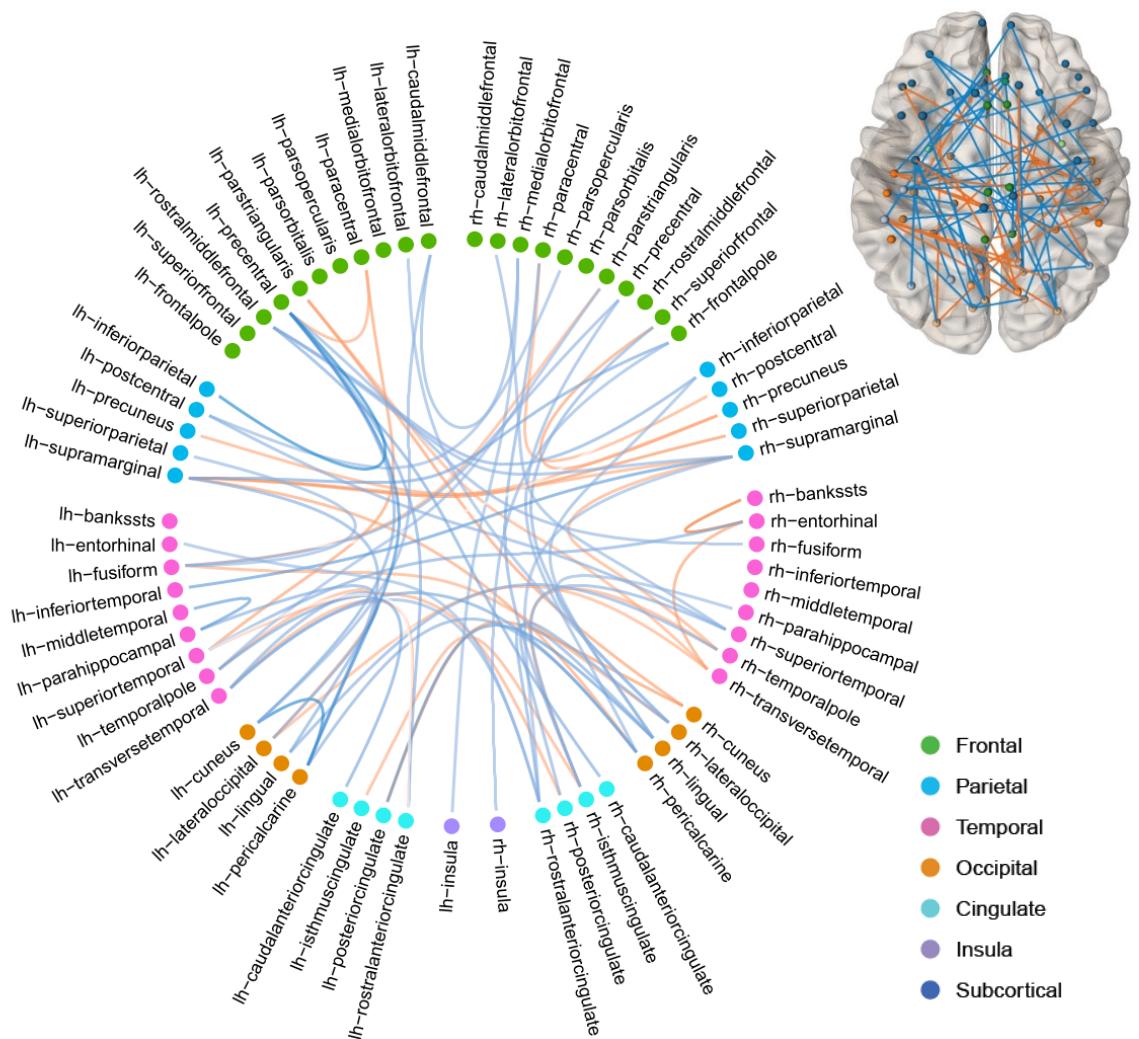 lh−caudalmiddlefrontal
lh−lateralorbitofrontal
lh−medialorbitofrontal
lh−paracentral
lh−parsopercularis
lh−parsorbitalis
lh−parstriangularis
lh−precentral
lh−rostralmiddlefrontal
lh−superiorfrontal
lh−frontalpole
lh−inferiorparietal
lh−postcentral
lh−precuneus
lh−superiorparietal
lh−supramarginal
lh−bankssts
lh−entorhinal
lh−fusiform
lh−inferiortemporal
lh−middletemporal
lh−parahippocampal
lh−superiortemporal
lh−temporalpole
lh−transversetemporal
lh−cuneus
lh−lateraloccipital
lh−lingual
lh−pericalcarine
lh−caudalanteriorcingulate
lh−isthmuscingulate
lh−posteriorcingulate
lh−rostralanteriorcingulate
lh−insula
rh−insula
rh−rostralanteriorcingulate
rh−posteriorcingulate
rh−isthmuscingulate
rh−caudalanteriorcingulate
rh−pericalcarine
rh−lingual
rh−lateraloccipital
rh−cuneus
rh−transversetemporal
rh−temporalpole
rh−superiortemporal
rh−parahippocampal
rh−middletemporal
rh−inferiortemporal
rh−fusiform
rh−entorhinal
rh−bankssts
rh−supramarginal
rh−superiorparietal
rh−precuneus
rh−postcentral
rh−inferiorparietal
rh−frontalpole
rh−superiorfrontal
rh−rostralmiddlefrontal
rh−precentral
rh−parstriangularis
rh−parsorbitalis
rh−parsopercularis
rh−paracentral
rh−medialorbitofrontal
rh−lateralorbitofrontal
rh−caudalmiddlefrontal
Frontal
Parietal
Temporal
Occipital
Cingulate
Insula
Subcortical